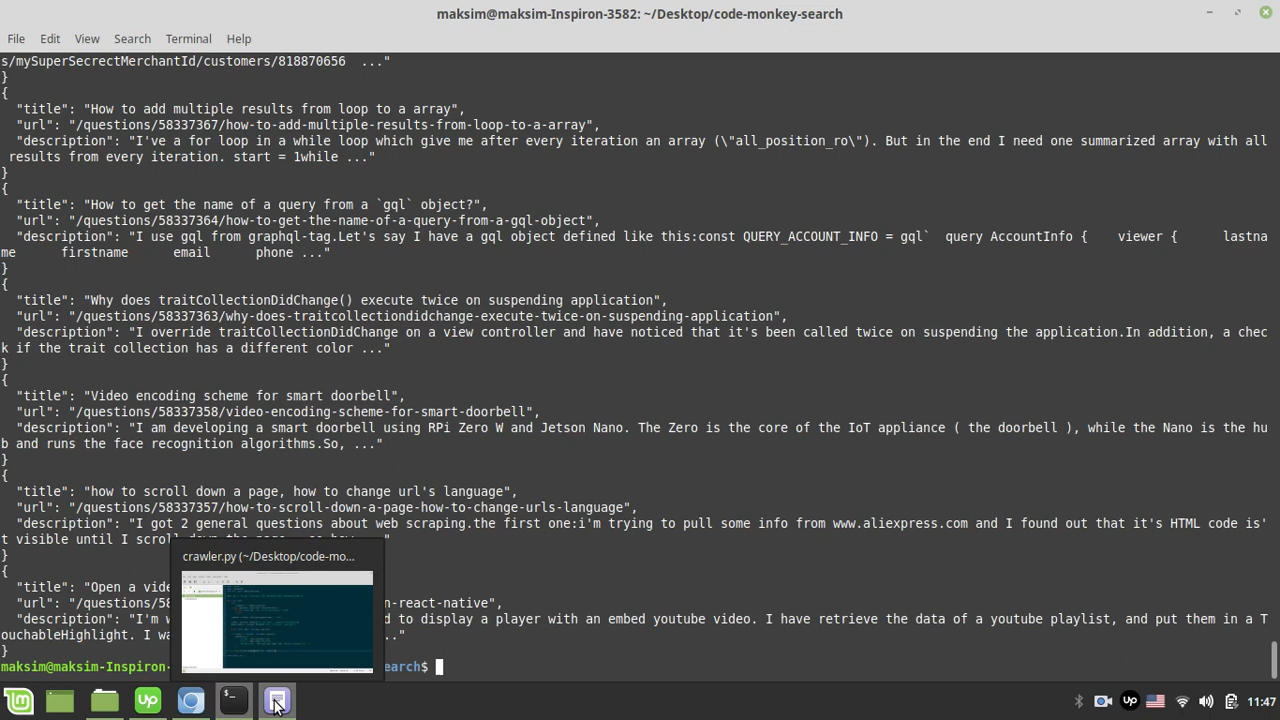 maksim@maksim-Inspiron-3582: ~/Desktop/code-monkey-search
File Edit View Search Terminal Help
s/mySuperSecrectMerchantId/customers/818870656 ..."
}
{
"title": "How to add multiple results from loop to a array",
"url": "/questions/58337367/how-to-add-multiple-results-from-loop-to-a-array",
"description": "I've a for loop in a while loop which give me after every iteration an array (\"all_position_ro\"). But in the end I need one summarized array with all
results from every iteration. start = 1while ..."
}
{
"title": "How to get the name of a query from a `gql` object?",
"url": "/questions/58337364/how-to-get-the-name-of-a-query-from-a-gql-object",
"description": "I use gql from graphql-tag.Let's say I have a gql object defined like this:const QUERY_ACCOUNT_INFO = gql` query AccountInfo { viewer { lastna
me firstname email phone ..."
}
{
"title": "Why does traitCollectionDidChange() execute twice on suspending application",
"url": "/questions/58337363/why-does-traitcollectiondidchange-execute-twice-on-suspending-application",
"description": "I override traitCollectionDidChange on a view controller and have noticed that it's been called twice on suspending the application.In addition, a chec
k if the trait collection has a different color ..."
}
{
"title": "Video encoding scheme for smart doorbell",
"url": "/questions/58337358/video-encoding-scheme-for-smart-doorbell",
"description": "I am developing a smart doorbell using RPi Zero W and Jetson Nano. The Zero is the core of the IoT appliance ( the doorbell ), while the Nano is the hu
b and runs the face recognition algorithms.So, ..."
}
{
"title": "how to scroll down a page, how to change url's language",
"url": "/questions/58337357/how-to-scroll-down-a-page-how-to-change-urls-language",
"description": "I got 2 general questions about web scraping.the first one:i'm trying to pull some info from www.aliexpress.com and I found out that it's HTML code is'
t visible until I scroll down the page
}
{
"title": "Open a vide
"url": "/questions/58 n-react-native",
"description": "I'm display a player with an embed youtube video. I have retrieve the data of a youtube playlist, and put them in a T
ouchableHighlight. I wa .."
}
crawler.py (~/Desktop/code-mo...
maksim@maksim-Inspiron- search$
up
$_
Up
11:47